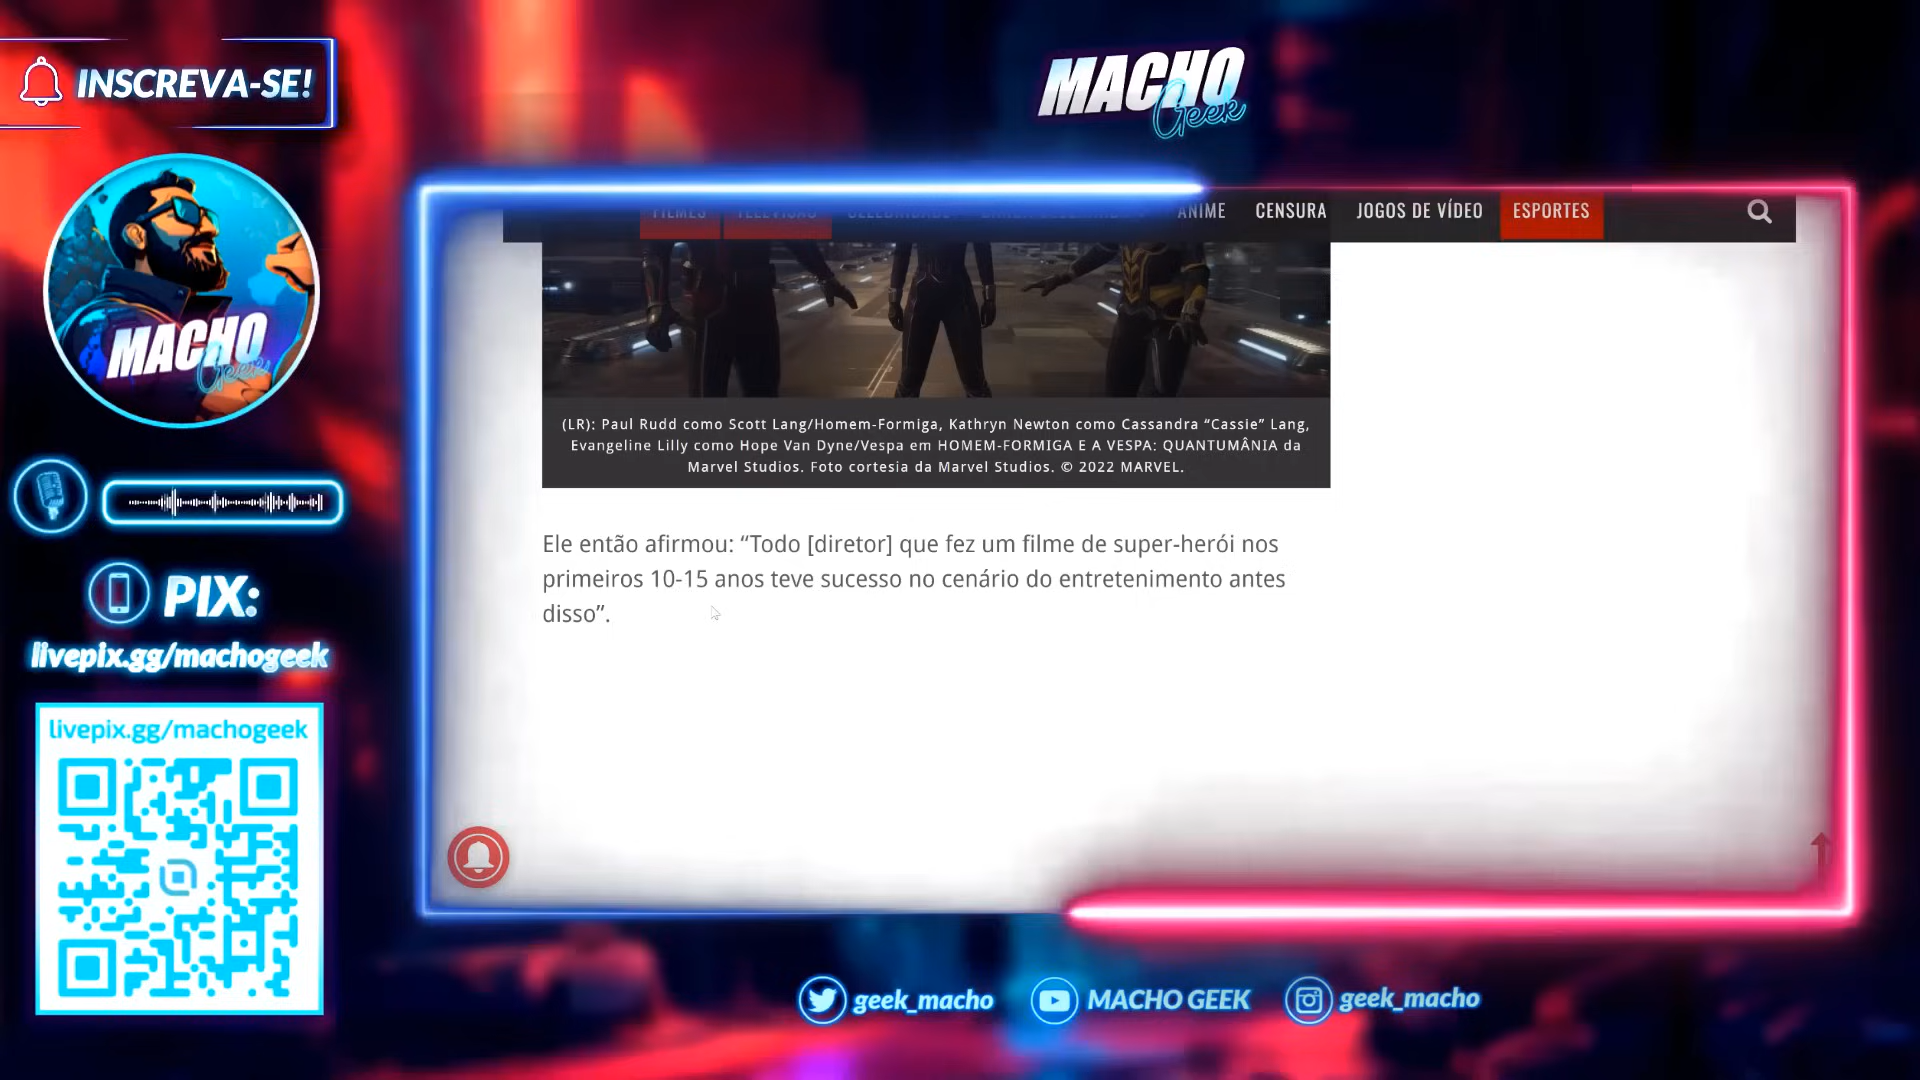 INSCREVA-SE!
MACHO
Geek
FILMES TELEVISÃO ANIME CENSURA JOGOS DE VÍDEO ESPORTES
MACHO
Geek
(LR): Paul Rudd como Scott Lang/Homem-Formiga, Kathryn Newton como Cassandra “Cassie” Lang,
Evangeline Lilly como Hope Van Dyne/Vespa em HOMEM-FORMIGA E A VESPA: QUANTUMÂNIA da
Marvel Studios. Foto cortesia da Marvel Studios. © 2022 MARVEL.
Ele então afirmou: “Todo [diretor] que fez um filme de super-herói nos
primeiros 10-15 anos teve sucesso no cenário do entretenimento antes
disso”.
PIX:
livepix.gg/machogeek
livepix.gg/machogeek
geek_macho MACHO GEEK geek_macho